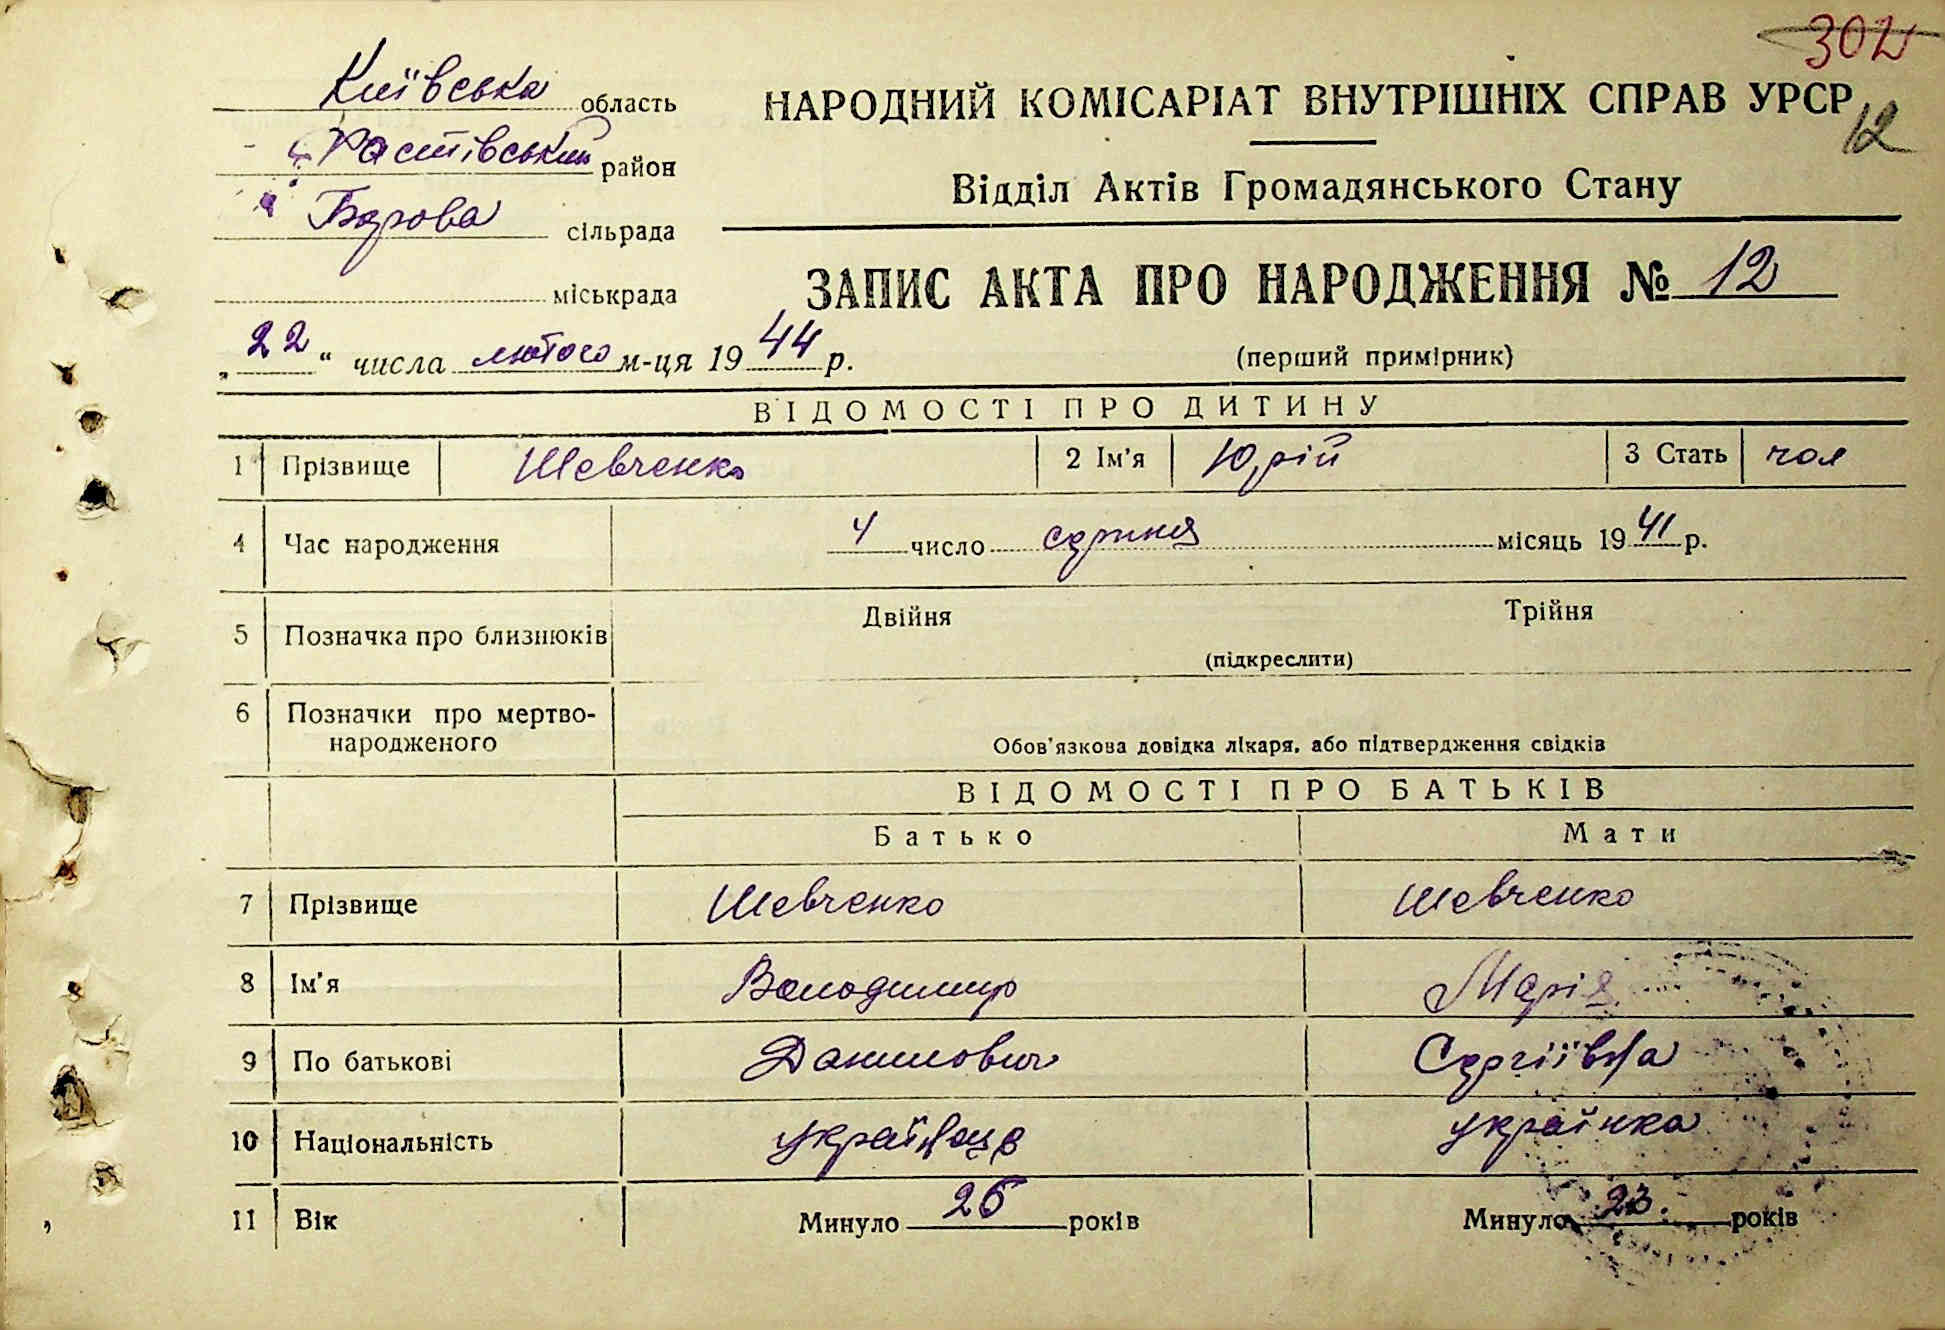 302
Київська область
НАРОДНИЙ КОМІСАРІАТ ВНУТРІШНІХ СПРАВ УРСР
12
Фастівський район
Відділ Актів Громадянського Стану
Борова сільрада
міськрада
ЗАПИС АКТА ПРО НАРОДЖЕННЯ № 12
„22“ числа лютого м-ця 1944 р.
(перший примірник)
ВІДОМОСТІ ПРО ДИТИНУ
1 Прізвище Шевченко 2 Ім'я Юрій 3 Стать чол
4 Час народження 4 число серпня місяць 1941 р.
Двійня Трійня
5 Позначка про близнюків
(підкреслити)
6 Позначки про мертво-
народженого
Обов'язкова довідка лікаря, або підтвердження свідків
ВІДОМОСТІ ПРО БАТЬКІВ
Батько Мати
7 Прізвище Шевченко Шевченко
8 Ім'я Володимир Марія
9 По батькові Данилович Сергіївна
10 Національність українець українка
11 Вік Минуло 25 років Минуло 23 років